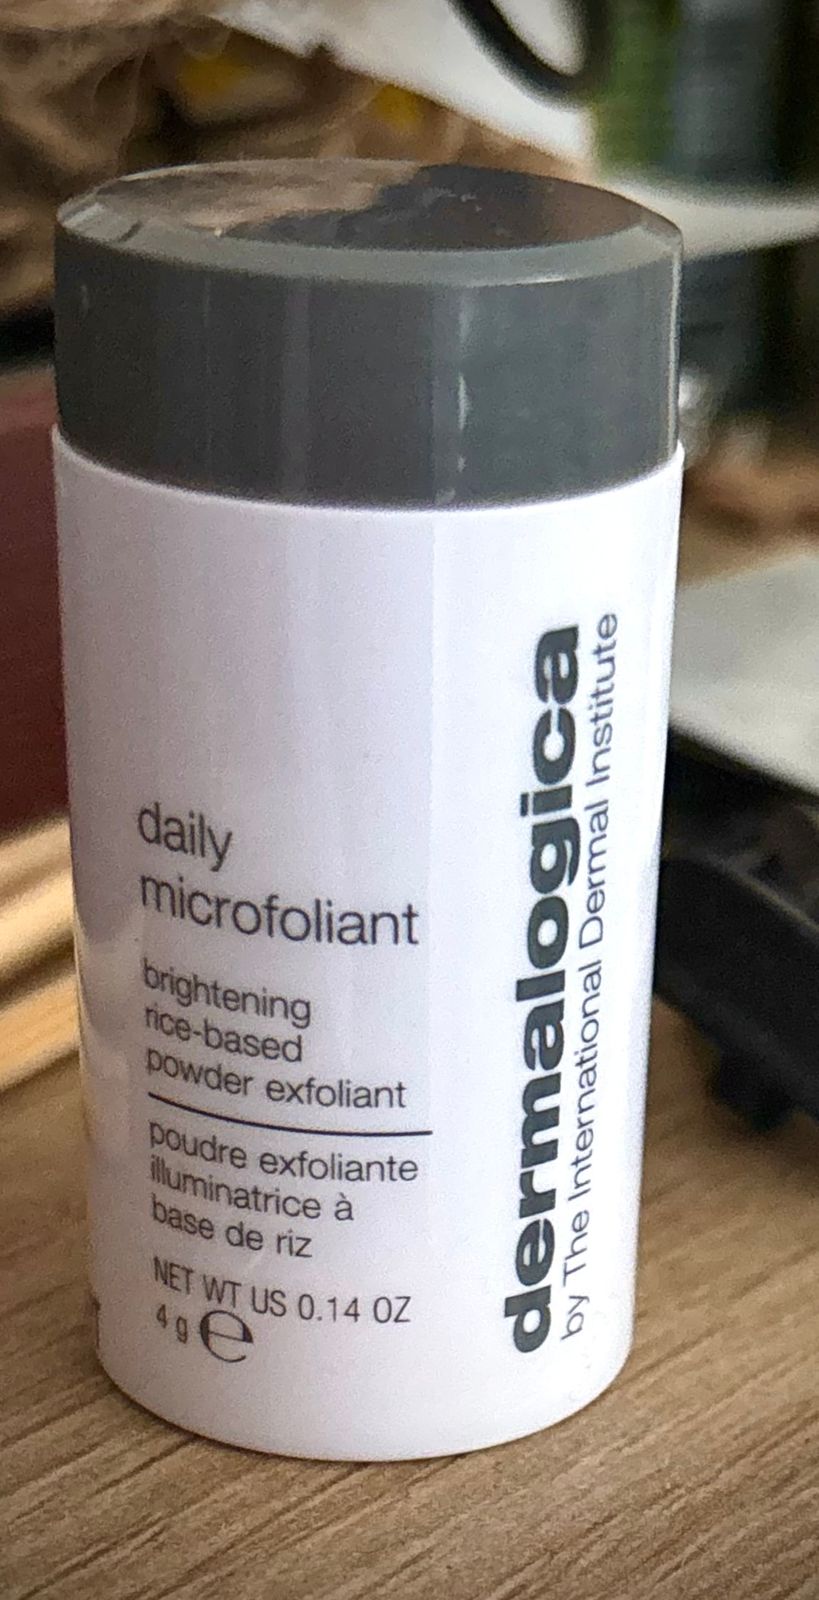 daily
microfoliant
brightening
rice-based
powder exfoliant
poudre exfoliante
illuminatrice à
base de riz
NET WT US 0.14 OZ
4 g ℮
dermalogica
by The International Dermal Institute